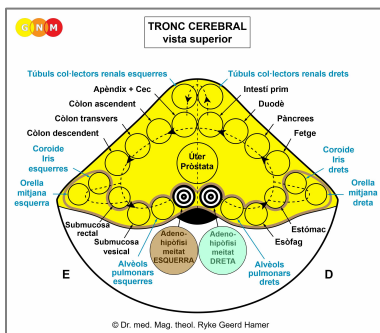 GNM
TRONC CEREBRAL
vista superior
Túbuls col·lectors renals esquerres
Túbuls col·lectors renals drets
Apèndix + Cec
Intestí prim
Còlon ascendent
Duodè
Còlon transvers
Pàncrees
Còlon descendent
Fetge
Coroide
Iris
esquerres
Coroide
Iris
drets
Úter
Pròstata
Orella
mitjana
esquerra
Orella
mitjana
dreta
Submucosa
rectal
Submucosa
vesical
Estómac
Esòfag
Adeno-
hipòfisi
meitat
ESQUERRA
Adeno-
hipòfisi
meitat
DRETA
Alvèols
pulmonars
esquerres
Alvèols
pulmonars
drets
E
D
© Dr. med. Mag. theol. Ryke Geerd Hamer